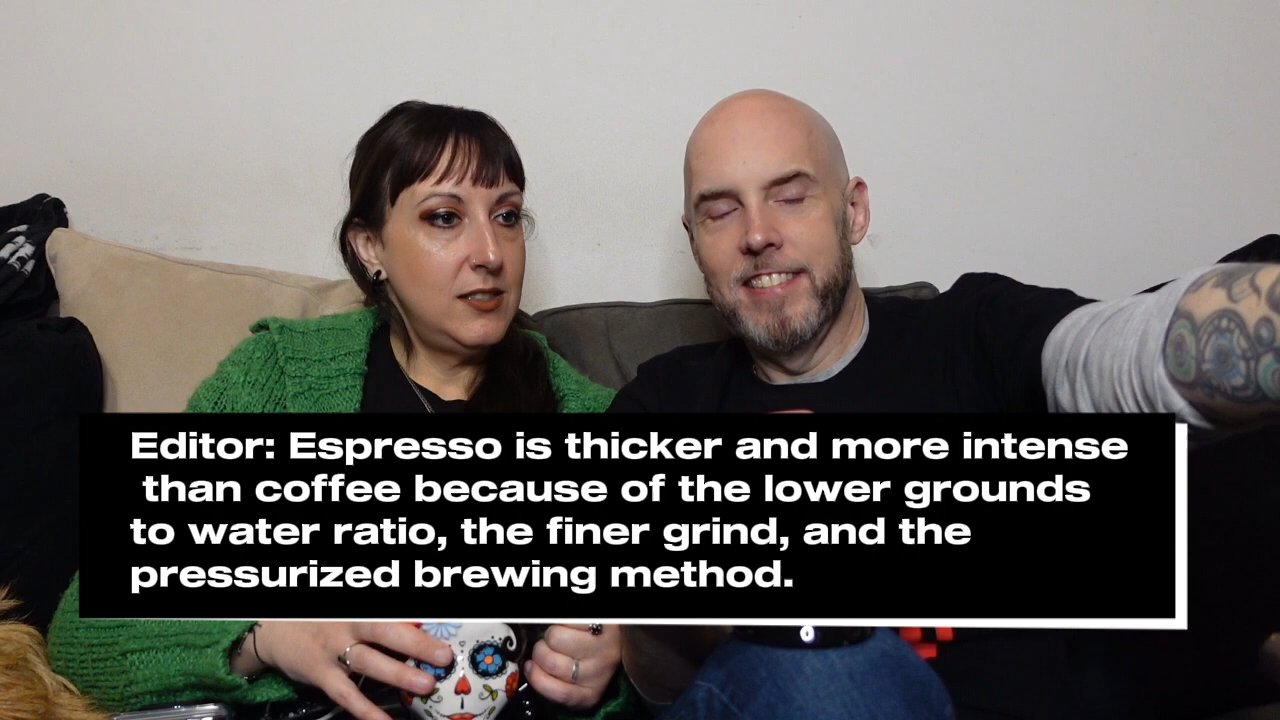 Editor: Espresso is thicker and more intense
than coffee because of the lower grounds
to water ratio, the finer grind, and the
pressurized brewing method.